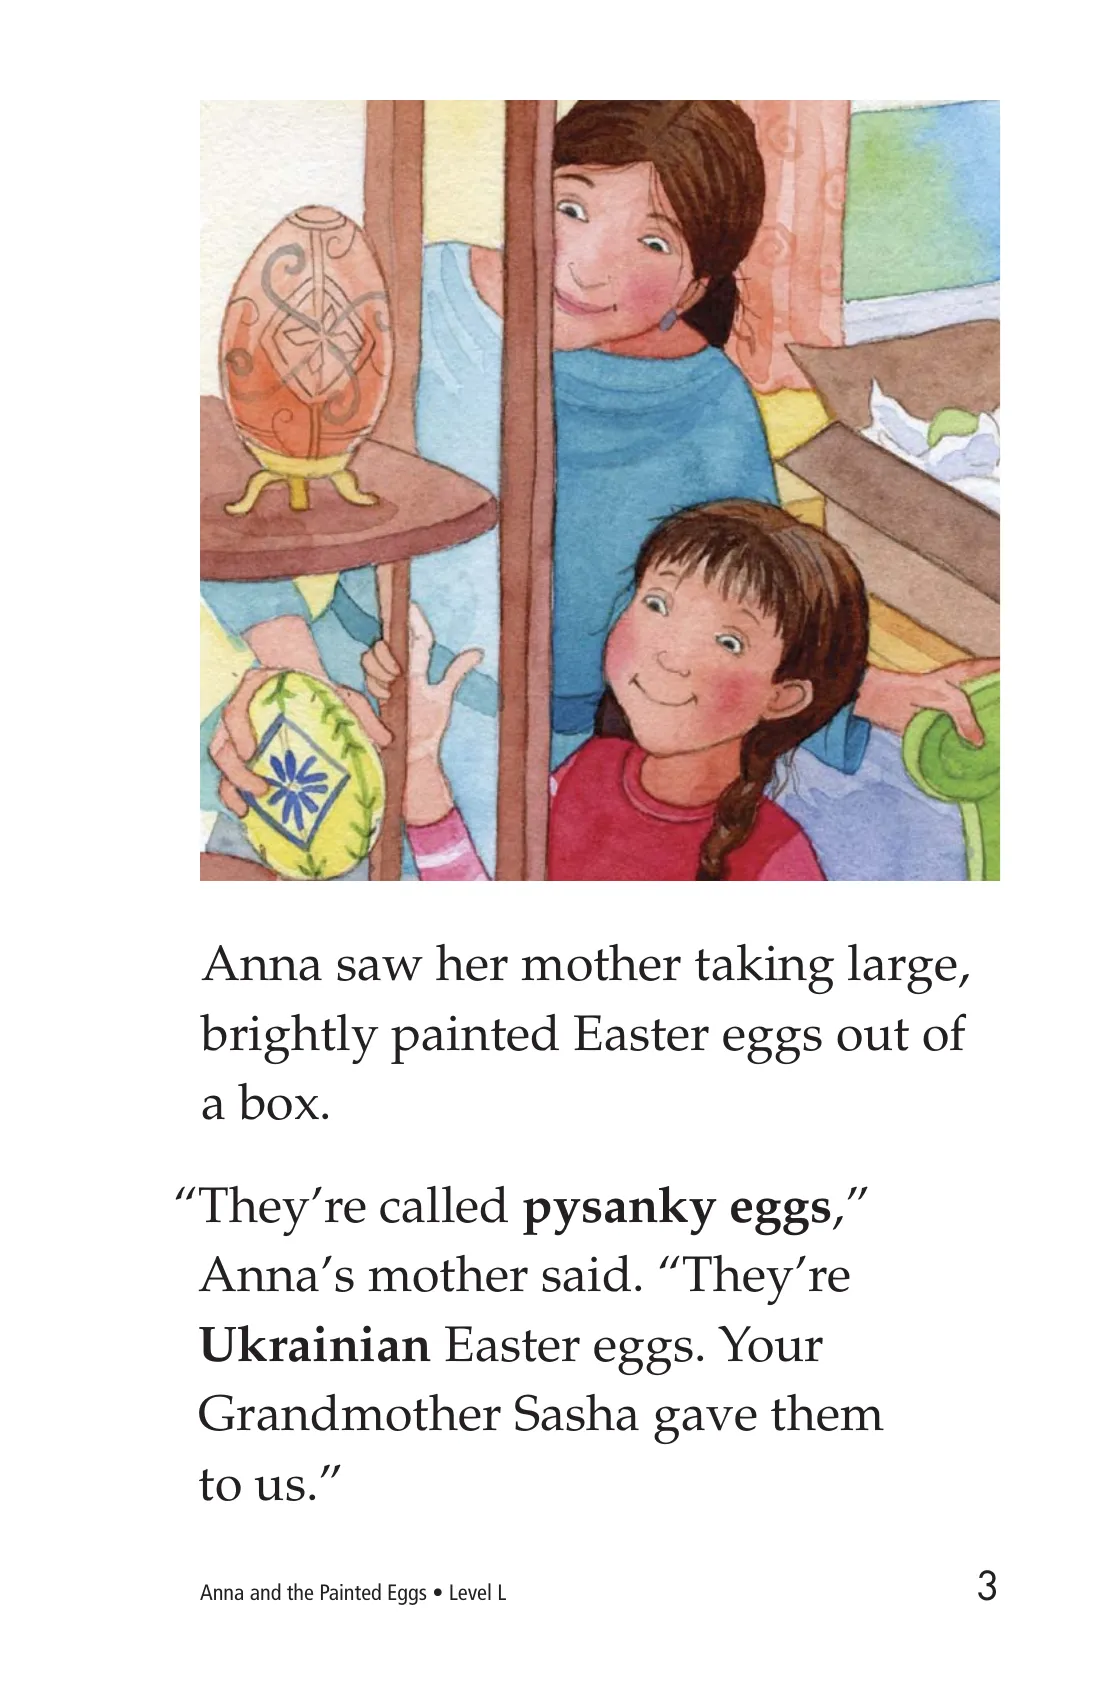 Anna saw her mother taking large,
brightly painted Easter eggs out of
a box.
“They’re called pysanky eggs,”
Anna’s mother said. “They’re
Ukrainian Easter eggs. Your
Grandmother Sasha gave them
to us.”
Anna and the Painted Eggs • Level L 3